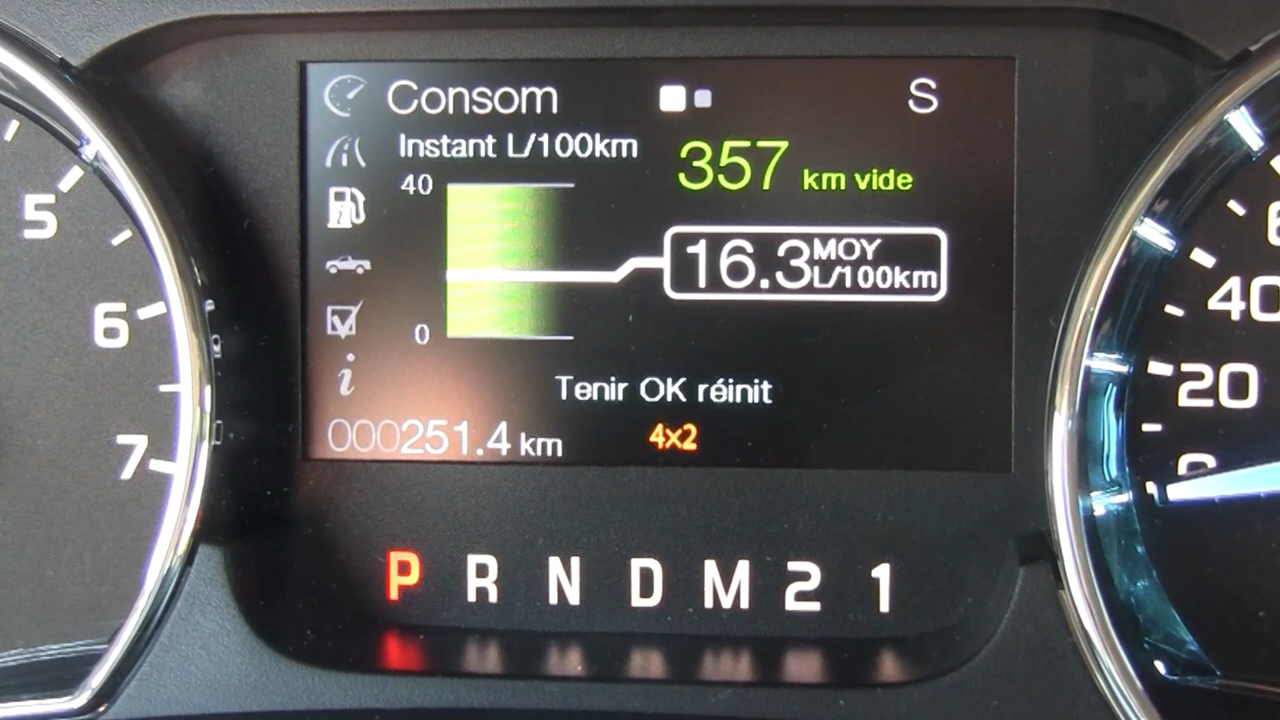 Consom S
Instant L/100km
357 km vide
40
16.3 MOY L/100km
0
Tenir OK réinit
000251.4 km 4x2
P R N D M 2 1
5
6
7
40
20
0